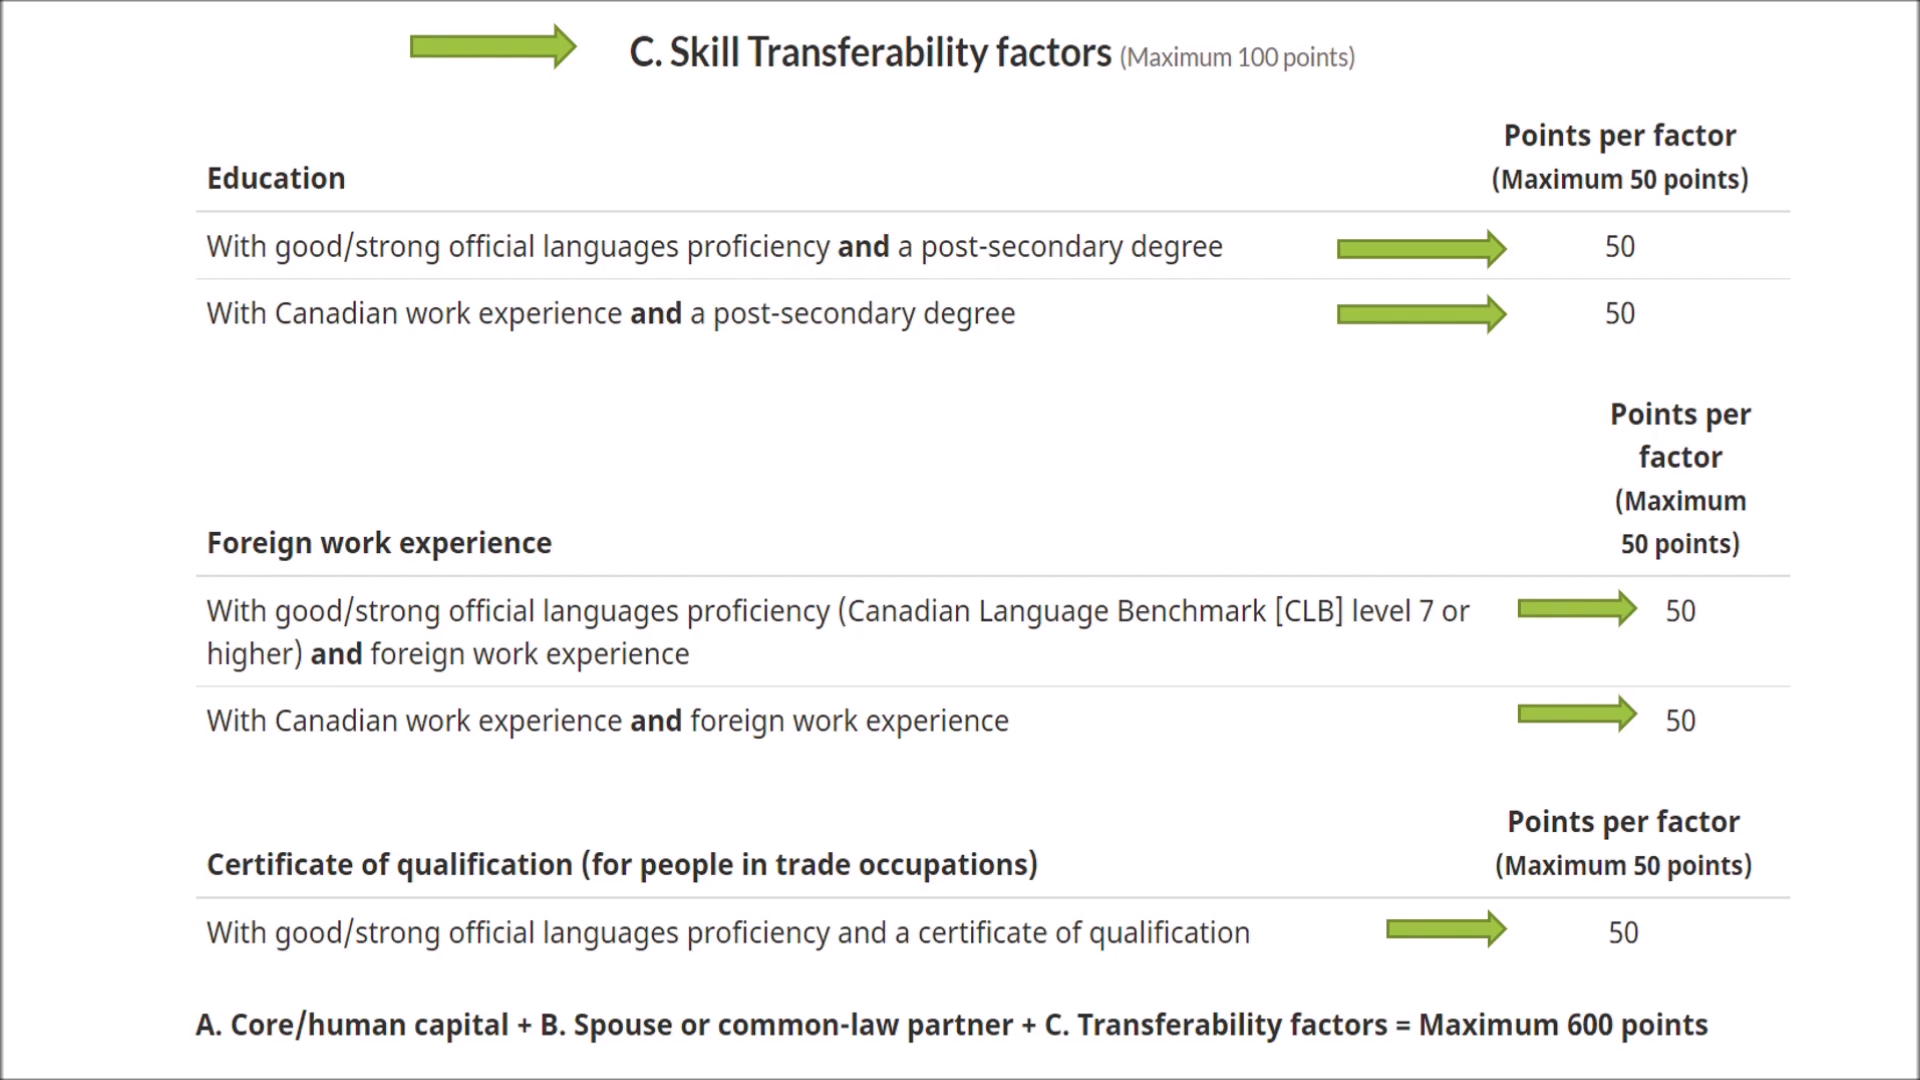 C. Skill Transferability factors (Maximum 100 points)
Points per factor
(Maximum 50 points)
Education
With good/strong official languages proficiency and a post-secondary degree 50
With Canadian work experience and a post-secondary degree 50
Points per
factor
(Maximum
50 points)
Foreign work experience
With good/strong official languages proficiency (Canadian Language Benchmark [CLB] level 7 or 50
higher) and foreign work experience
With Canadian work experience and foreign work experience 50
Points per factor
(Maximum 50 points)
Certificate of qualification (for people in trade occupations)
With good/strong official languages proficiency and a certificate of qualification 50
A. Core/human capital + B. Spouse or common-law partner + C. Transferability factors = Maximum 600 points